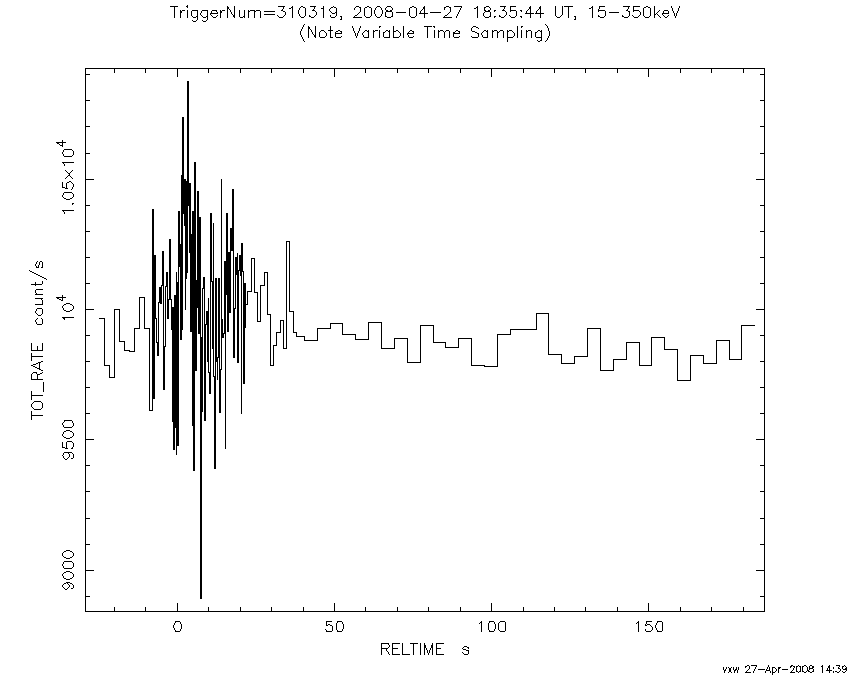 TriggerNum=310319, 2008-04-27 18:35:44 UT, 15-350keV
(Note Variable Time Sampling)
TOT_RATE count/s
1.05×10⁴
10⁴
9500
9000
0 50 100 150
RELTIME s
vxw 27-Apr-2008 14:39